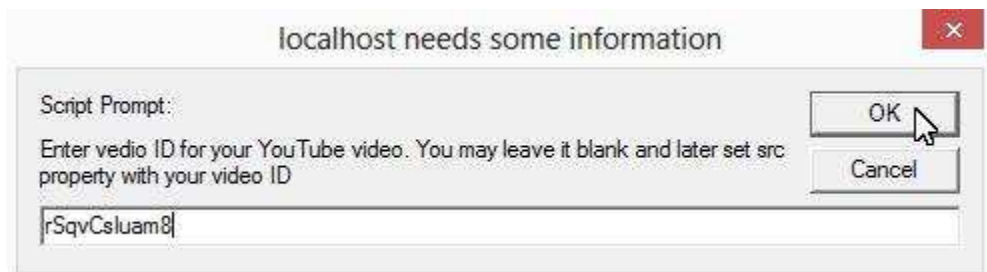 localhost needs some information
×
Script Prompt:
OK
Enter vedio ID for your YouTube video. You may leave it blank and later set src
property with your video ID
Cancel
rSqvCsluam8